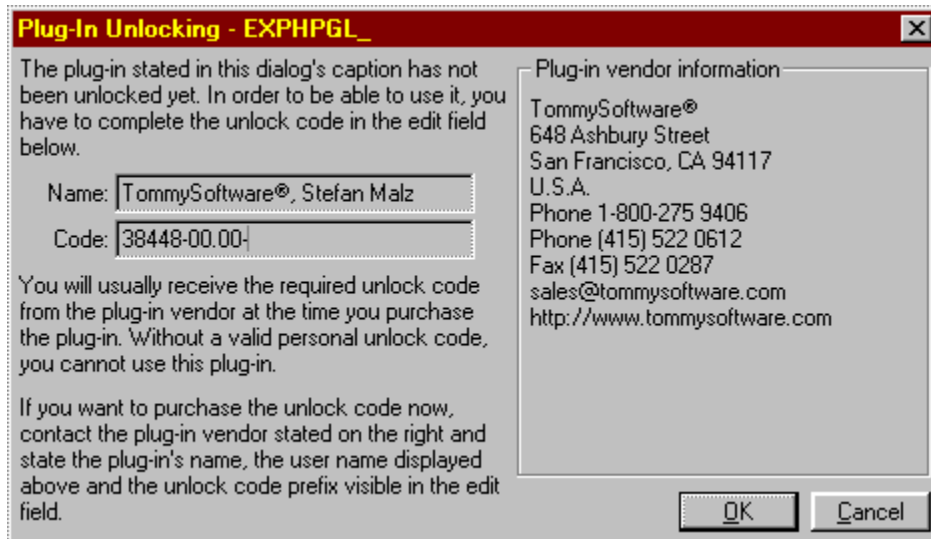 Plug-In Unlocking - EXPHPGL_
The plug-in stated in this dialog's caption has not
been unlocked yet. In order to be able to use it, you
have to complete the unlock code in the edit field
below.
Name: TommySoftware®, Stefan Malz
Code: 38448-00.00-
You will usually receive the required unlock code
from the plug-in vendor at the time you purchase
the plug-in. Without a valid personal unlock code,
you cannot use this plug-in.
If you want to purchase the unlock code now,
contact the plug-in vendor stated on the right and
state the plug-in's name, the user name displayed
above and the unlock code prefix visible in the edit
field.
Plug-in vendor information
TommySoftware®
648 Ashbury Street
San Francisco, CA 94117
U.S.A.
Phone 1-800-275 9406
Phone (415) 522 0612
Fax (415) 522 0287
sales@tommysoftware.com
http://www.tommysoftware.com
OK
Cancel